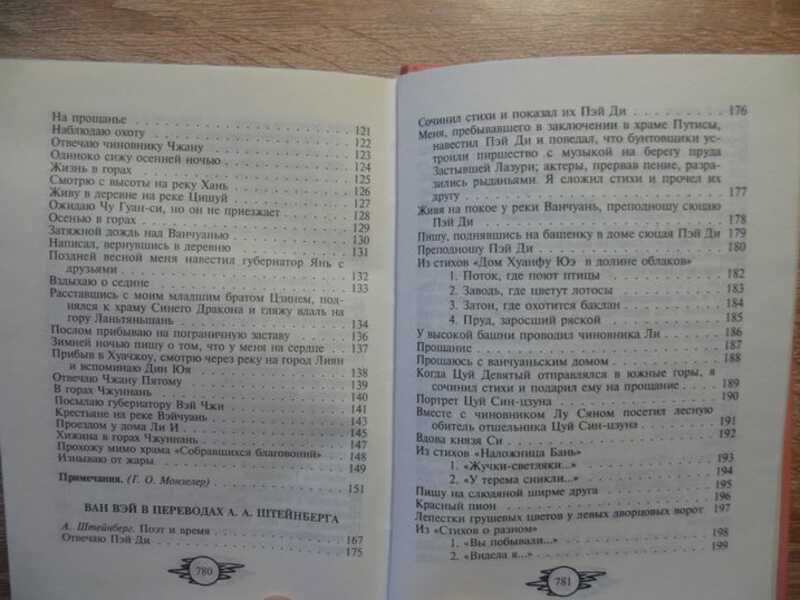 На прощанье 121
Наблюдаю охоту 122
Отвечаю чиновнику Чжану 123
Одиноко сижу осенней ночью 124
Жизнь в горах 125
Смотрю с высоты на реку Хань 126
Живу в деревне на реке Цишуй 127
Ожидаю Чу Гуан-си, но он не приезжает 128
Осенью в горах 129
Затяжной дождь над Ванчуанью 130
Написал, вернувшись в деревню 131
Поздней весной меня навестил губернатор Янь с
друзьями 132
Вздыхаю о седине 133
Расставшись с моим младшим братом Цзинем, под-
нялся к храму Синего Дракона и гляжу вдаль на
гору Ланьтяньшань 134
Послом прибываю на пограничную заставу 136
Зимней ночью пишу о том, что у меня на сердце 137
Прибыв в Хуачжоу, смотрю через реку на город Лиян
и вспоминаю Дин Юя 138
Отвечаю Чжану Пятому 139
В горах Чжуннань 140
Посылаю губернатору Вэй Чжи 141
Крестьяне на реке Вэйчуань 143
Проездом у дома Ли И 145
Хижина в горах Чжуннань 147
Прохожу мимо храма «Собравшихся благовоний» 148
Изнываю от жары 149
Примечания. (Г. О. Монзелер) 151
ВАН ВЭЙ В ПЕРЕВОДАХ А. А. ШТЕЙНБЕРГА
А. Штейнберг. Поэт и время 167
Отвечаю Пэй Ди 175
780
Сочинил стихи и показал их Пэй Ди 176
Меня, пребывавшего в заключении в храме Путисы,
навестил Пэй Ди и поведал, что бунтовщики уст-
роили пиршество с музыкой на берегу пруда
Застывшей Лазури; актеры, прервав пение, раз-
разились рыданьями. Я сложил стихи и прочел их
другу 177
Живя на покое у реки Ванчуань, преподношу сюцаю
Пэй Ди 178
Пишу, поднявшись на башенку в доме сюцая Пэй Ди 179
Преподношу Пэй Ди 180
Из стихов «Дом Хуанфу Юэ в долине облаков»
1. Поток, где поют птицы 182
2. Заводь, где цветут лотосы 183
3. Затон, где охотится баклан 184
4. Пруд, заросший ряской 185
У высокой башни проводил чиновника Ли 186
Прощание 187
Прощаюсь с ванчуаньским домом 188
Когда Цуй Девятый отправлялся в южные горы, я
сочинил стихи и подарил ему на прощание 189
Портрет Цуй Син-цзуна 190
Вместе с чиновником Лу Сяном посетил лесную
обитель отшельника Цуй Син-цзуна 191
Вдова князя Си 192
Из стихов «Наложница Бань»
1. «Жучки-светляки...» 193
2. «У терема сникли...» 194
Пишу на слюдяной ширме друга 195
Красный пион 196
Лепестки грушевых цветов у левых дворцовых ворот 197
Из «Стихов о разном»
1. «Вы побывали...» 198
2. «Видела я...» 199
781